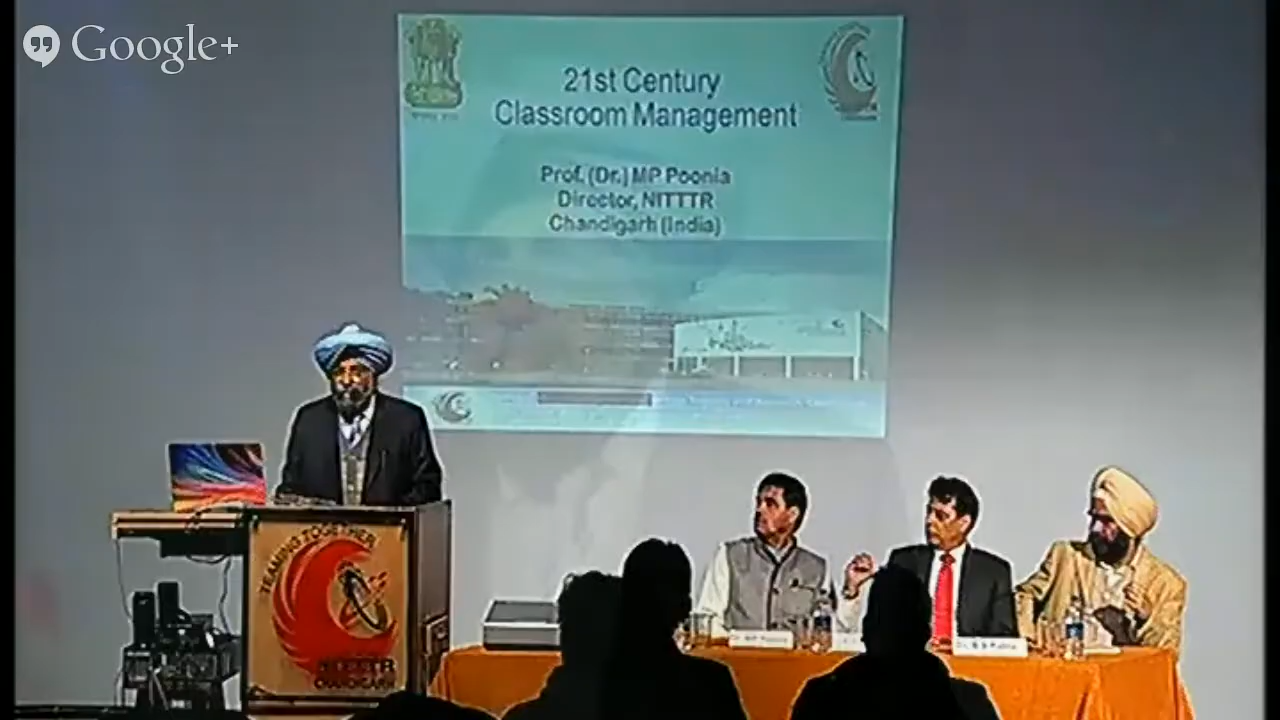 Google+
21st Century
Classroom Management
Prof. (Dr.) MP Poonia
Director, NITTTR
Chandigarh (India)
TEAMING TOGETHER
NITTTR
Dr. MP Poonia